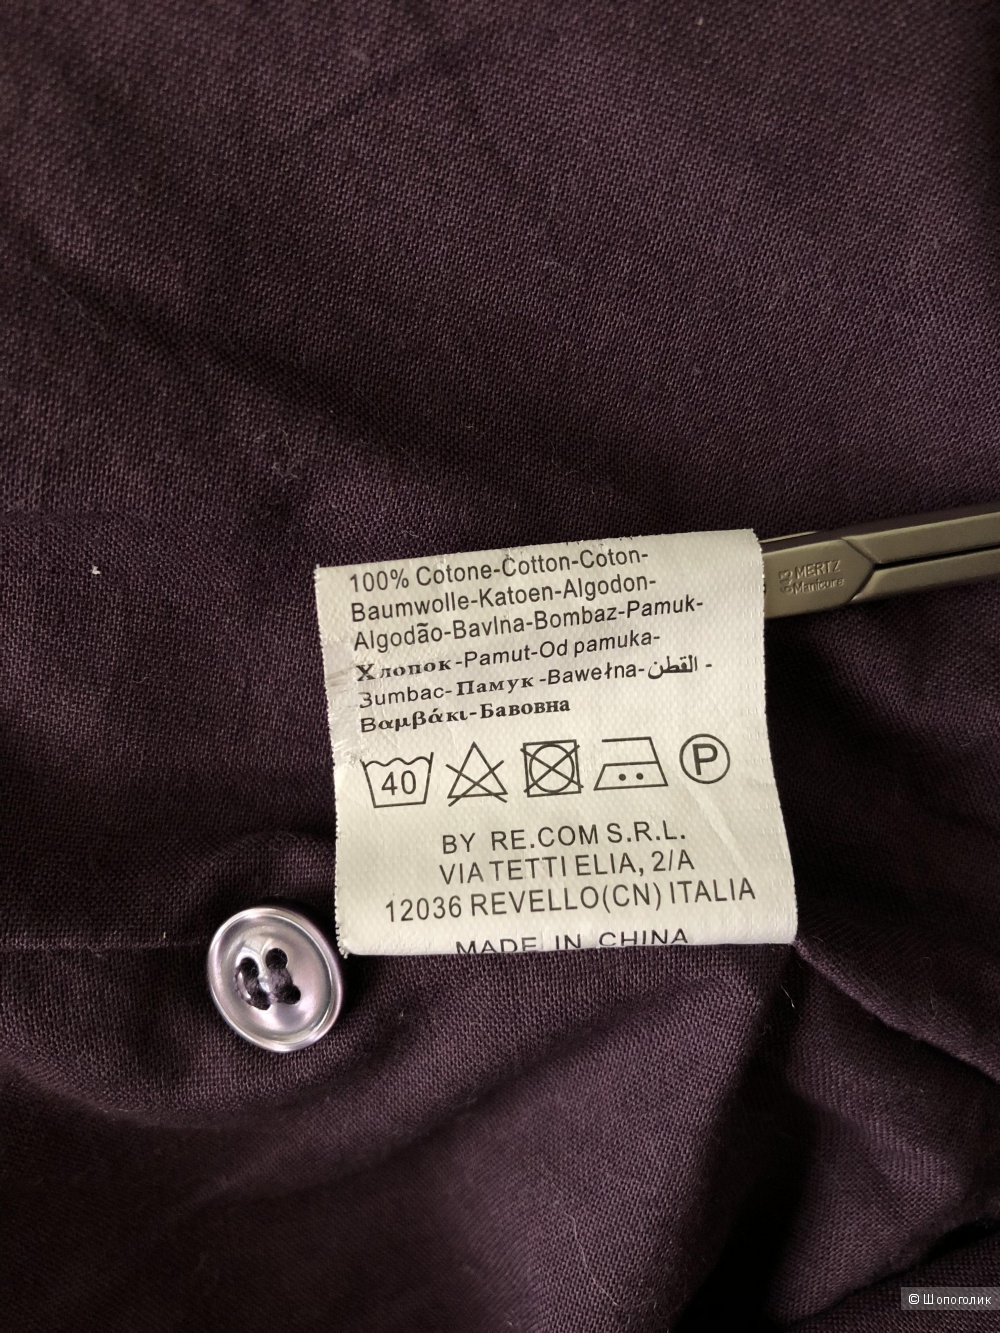 100% Cotone-Cotton-Coton-
Baumwolle-Katoen-Algodon-
Algodão-Bavlna-Bombaz-Pamuk-
Хлопок-Pamut-Od pamuka-
Bumbac-Памук-Bawełna-القطن-
Βαμβάκι-Бавовна
40
P
BY RE.COM S.R.L.
VIA TETTI ELIA, 2/A
12036 REVELLO(CN) ITALIA
MADE IN CHINA
MERTZ
Manicure
© Шопоголик